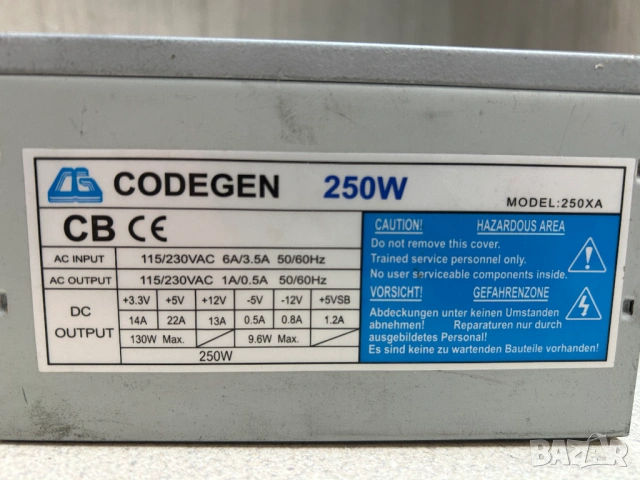 CG CODEGEN 250W
MODEL:250XA
CB CE
AC INPUT 115/230VAC 6A/3.5A 50/60Hz
AC OUTPUT 115/230VAC 1A/0.5A 50/60Hz
DC OUTPUT
+3.3V +5V +12V -5V -12V +5VSB
14A 22A 13A 0.5A 0.8A 1.2A
130W Max. 9.6W Max.
250W
CAUTION! HAZARDOUS AREA
Do not remove this cover.
Trained service personnel only.
No user serviceable components inside.
VORSICHT! GEFAHRENZONE
Abdeckungen unter keinen Umstanden
abnehmen! Reparaturen nur durch
ausgebildetes Personal!
Es sind keine zu wartenden Bauteile vorhanden!
BAZAR.bg